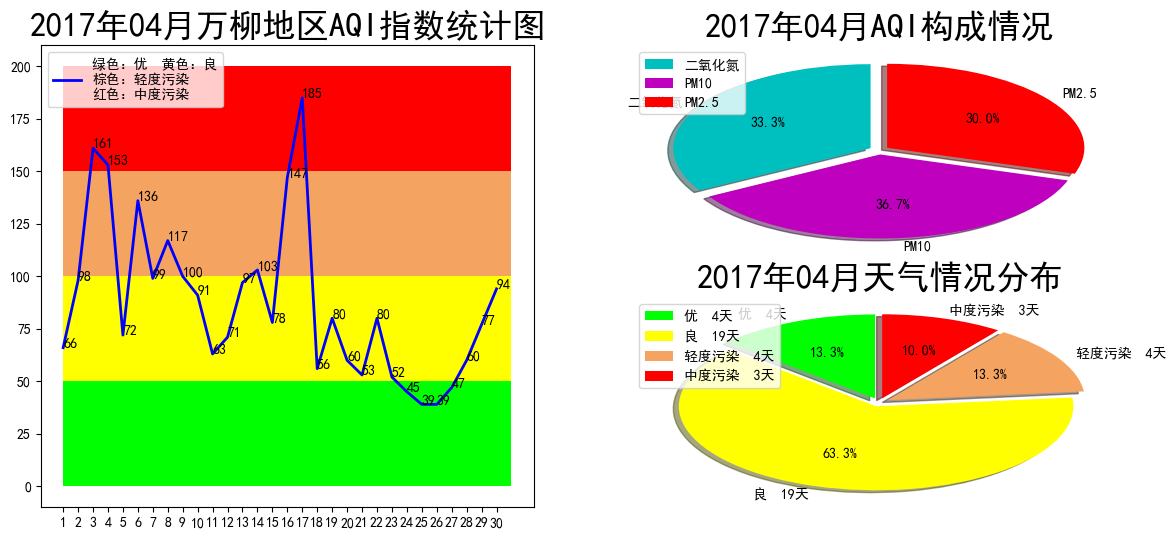 2017年04月万柳地区AQI指数统计图
绿色：优  黄色：良
棕色：轻度污染
红色：中度污染
200
175
150
125
100
75
50
25
0
66
98
161
153
72
136
99
117
100
91
63
71
97
103
78
147
185
56
80
60
53
80
52
45
39
39
47
60
77
94
1 2 3 4 5 6 7 8 9 10 11 12 13 14 15 16 17 18 19 20 21 22 23 24 25 26 27 28 29 30
2017年04月AQI构成情况
二氧化氮
PM10
PM2.5
二氧化氮
33.3%
PM10
36.7%
PM2.5
30.0%
2017年04月天气情况分布
优  4天
良  19天
轻度污染  4天
中度污染  3天
优  4天
13.3%
良  19天
63.3%
轻度污染  4天
13.3%
中度污染  3天
10.0%